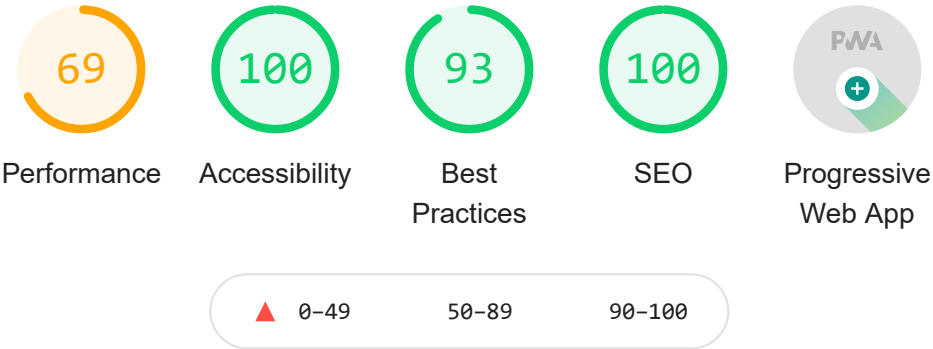 69
100
93
100
PWA
Performance
Accessibility
Best
Practices
SEO
Progressive
Web App
0–49
50–89
90–100